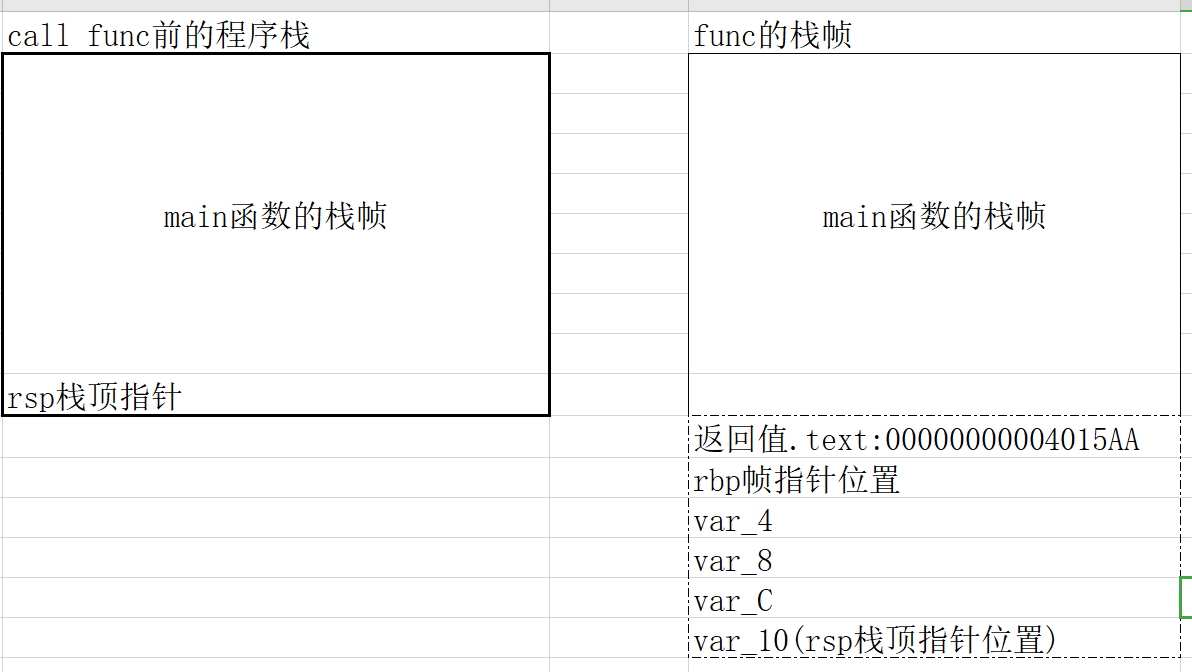 call func前的程序栈
func的栈帧
main函数的栈帧
main函数的栈帧
rsp栈顶指针
返回值.text:00000000004015AA
rbp帧指针位置
var_4
var_8
var_C
var_10(rsp栈顶指针位置)